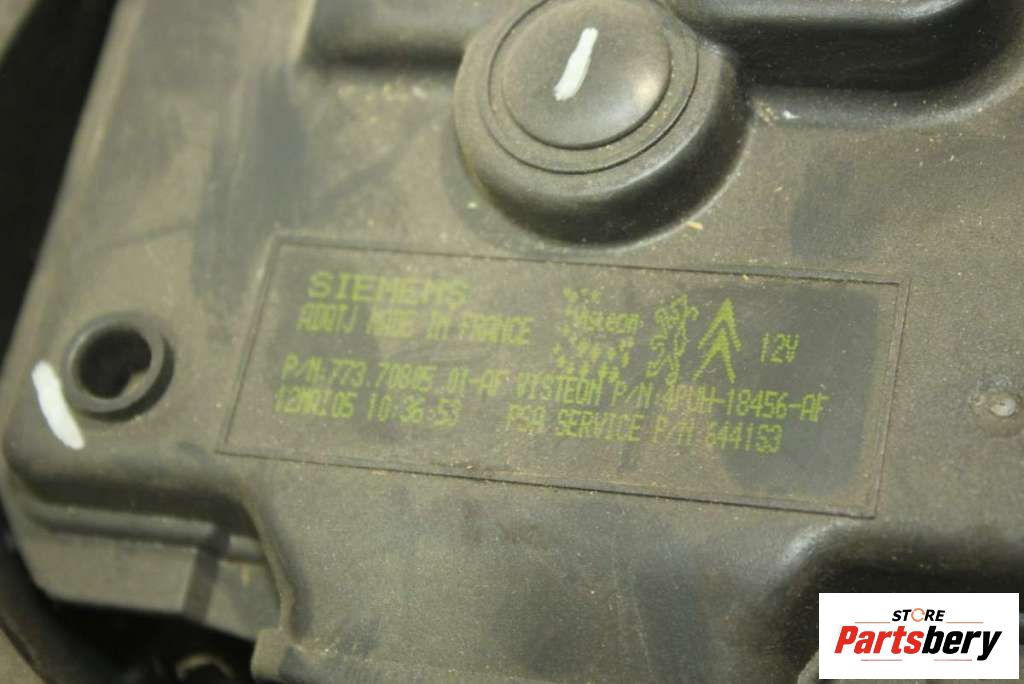 SIEMENS
MADE IN FRANCE
Visteon
12V
P/N.773.70805.01-AF VISTEON P/N:4PUH-18456-AF
12MAI05 10:36:53 PSA SERVICE P/N:6441S3
STORE
Partsbery